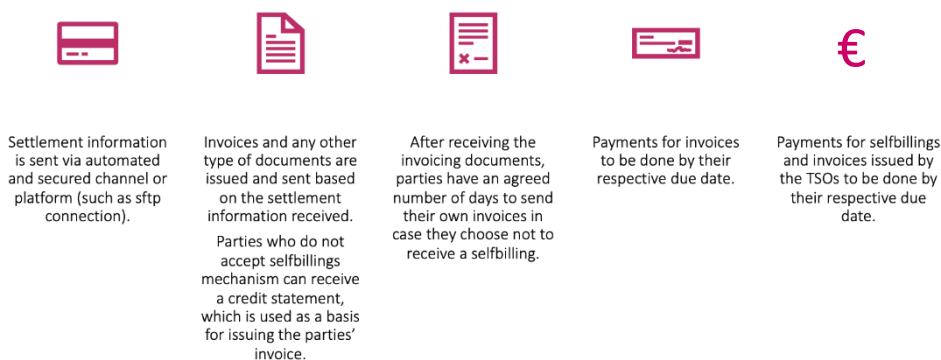 €
Settlement information
is sent via automated
and secured channel or
platform (such as sftp
connection).
Invoices and any other
type of documents are
issued and sent based
on the settlement
information received.
Parties who do not
accept selfbillings
mechanism can receive
a credit statement,
which is used as a basis
for issuing the parties’
invoice.
After receiving the
invoicing documents,
parties have an agreed
number of days to send
their own invoices in
case they choose not to
receive a selfbilling.
Payments for invoices
to be done by their
respective due date.
Payments for selfbillings
and invoices issued by
the TSOs to be done by
their respective due
date.